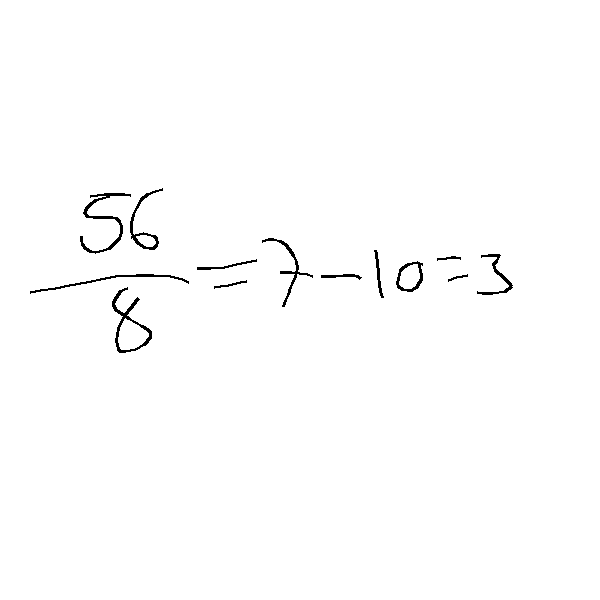 56
8 = 7 - 10 = 3